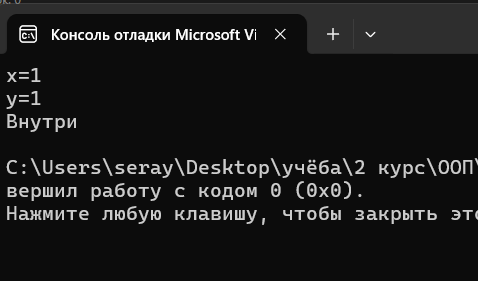 Консоль отладки Microsoft Vi
x=1
y=1
Внутри
C:\Users\seray\Desktop\учёба\2 курс\ООП\
вершил работу с кодом 0 (0x0).
Нажмите любую клавишу, чтобы закрыть это